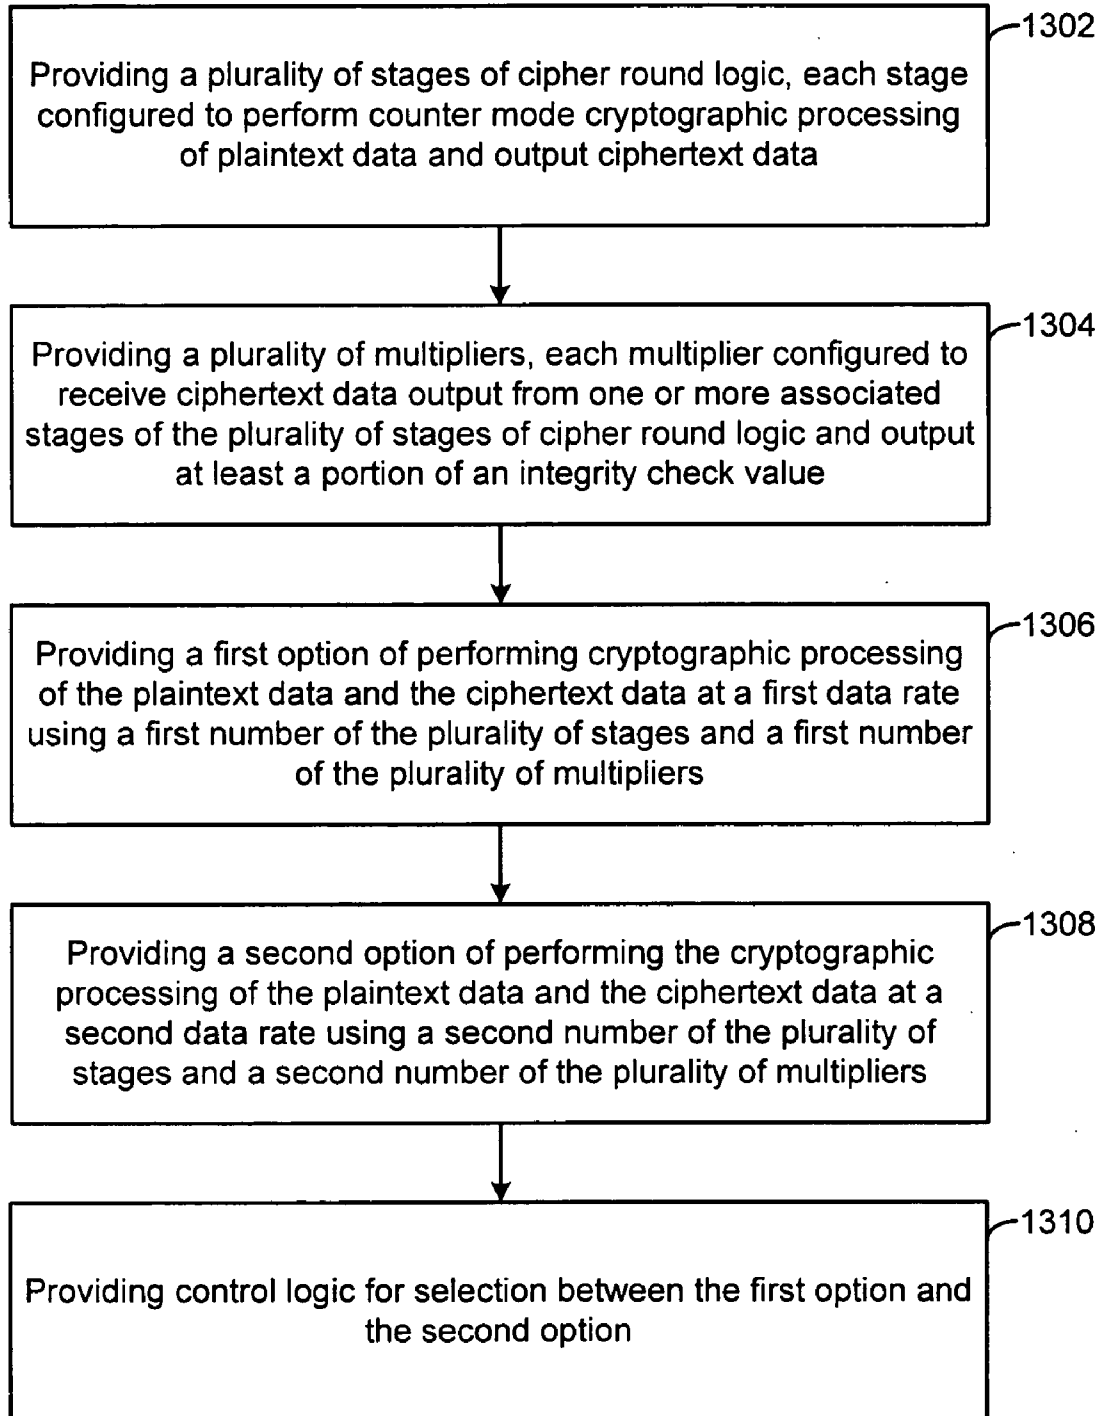 1302
Providing a plurality of stages of cipher round logic, each stage
configured to perform counter mode cryptographic processing
of plaintext data and output ciphertext data
1304
Providing a plurality of multipliers, each multiplier configured to
receive ciphertext data output from one or more associated
stages of the plurality of stages of cipher round logic and output
at least a portion of an integrity check value
1306
Providing a first option of performing cryptographic processing
of the plaintext data and the ciphertext data at a first data rate
using a first number of the plurality of stages and a first number
of the plurality of multipliers
1308
Providing a second option of performing the cryptographic
processing of the plaintext data and the ciphertext data at a
second data rate using a second number of the plurality of
stages and a second number of the plurality of multipliers
1310
Providing control logic for selection between the first option and
the second option